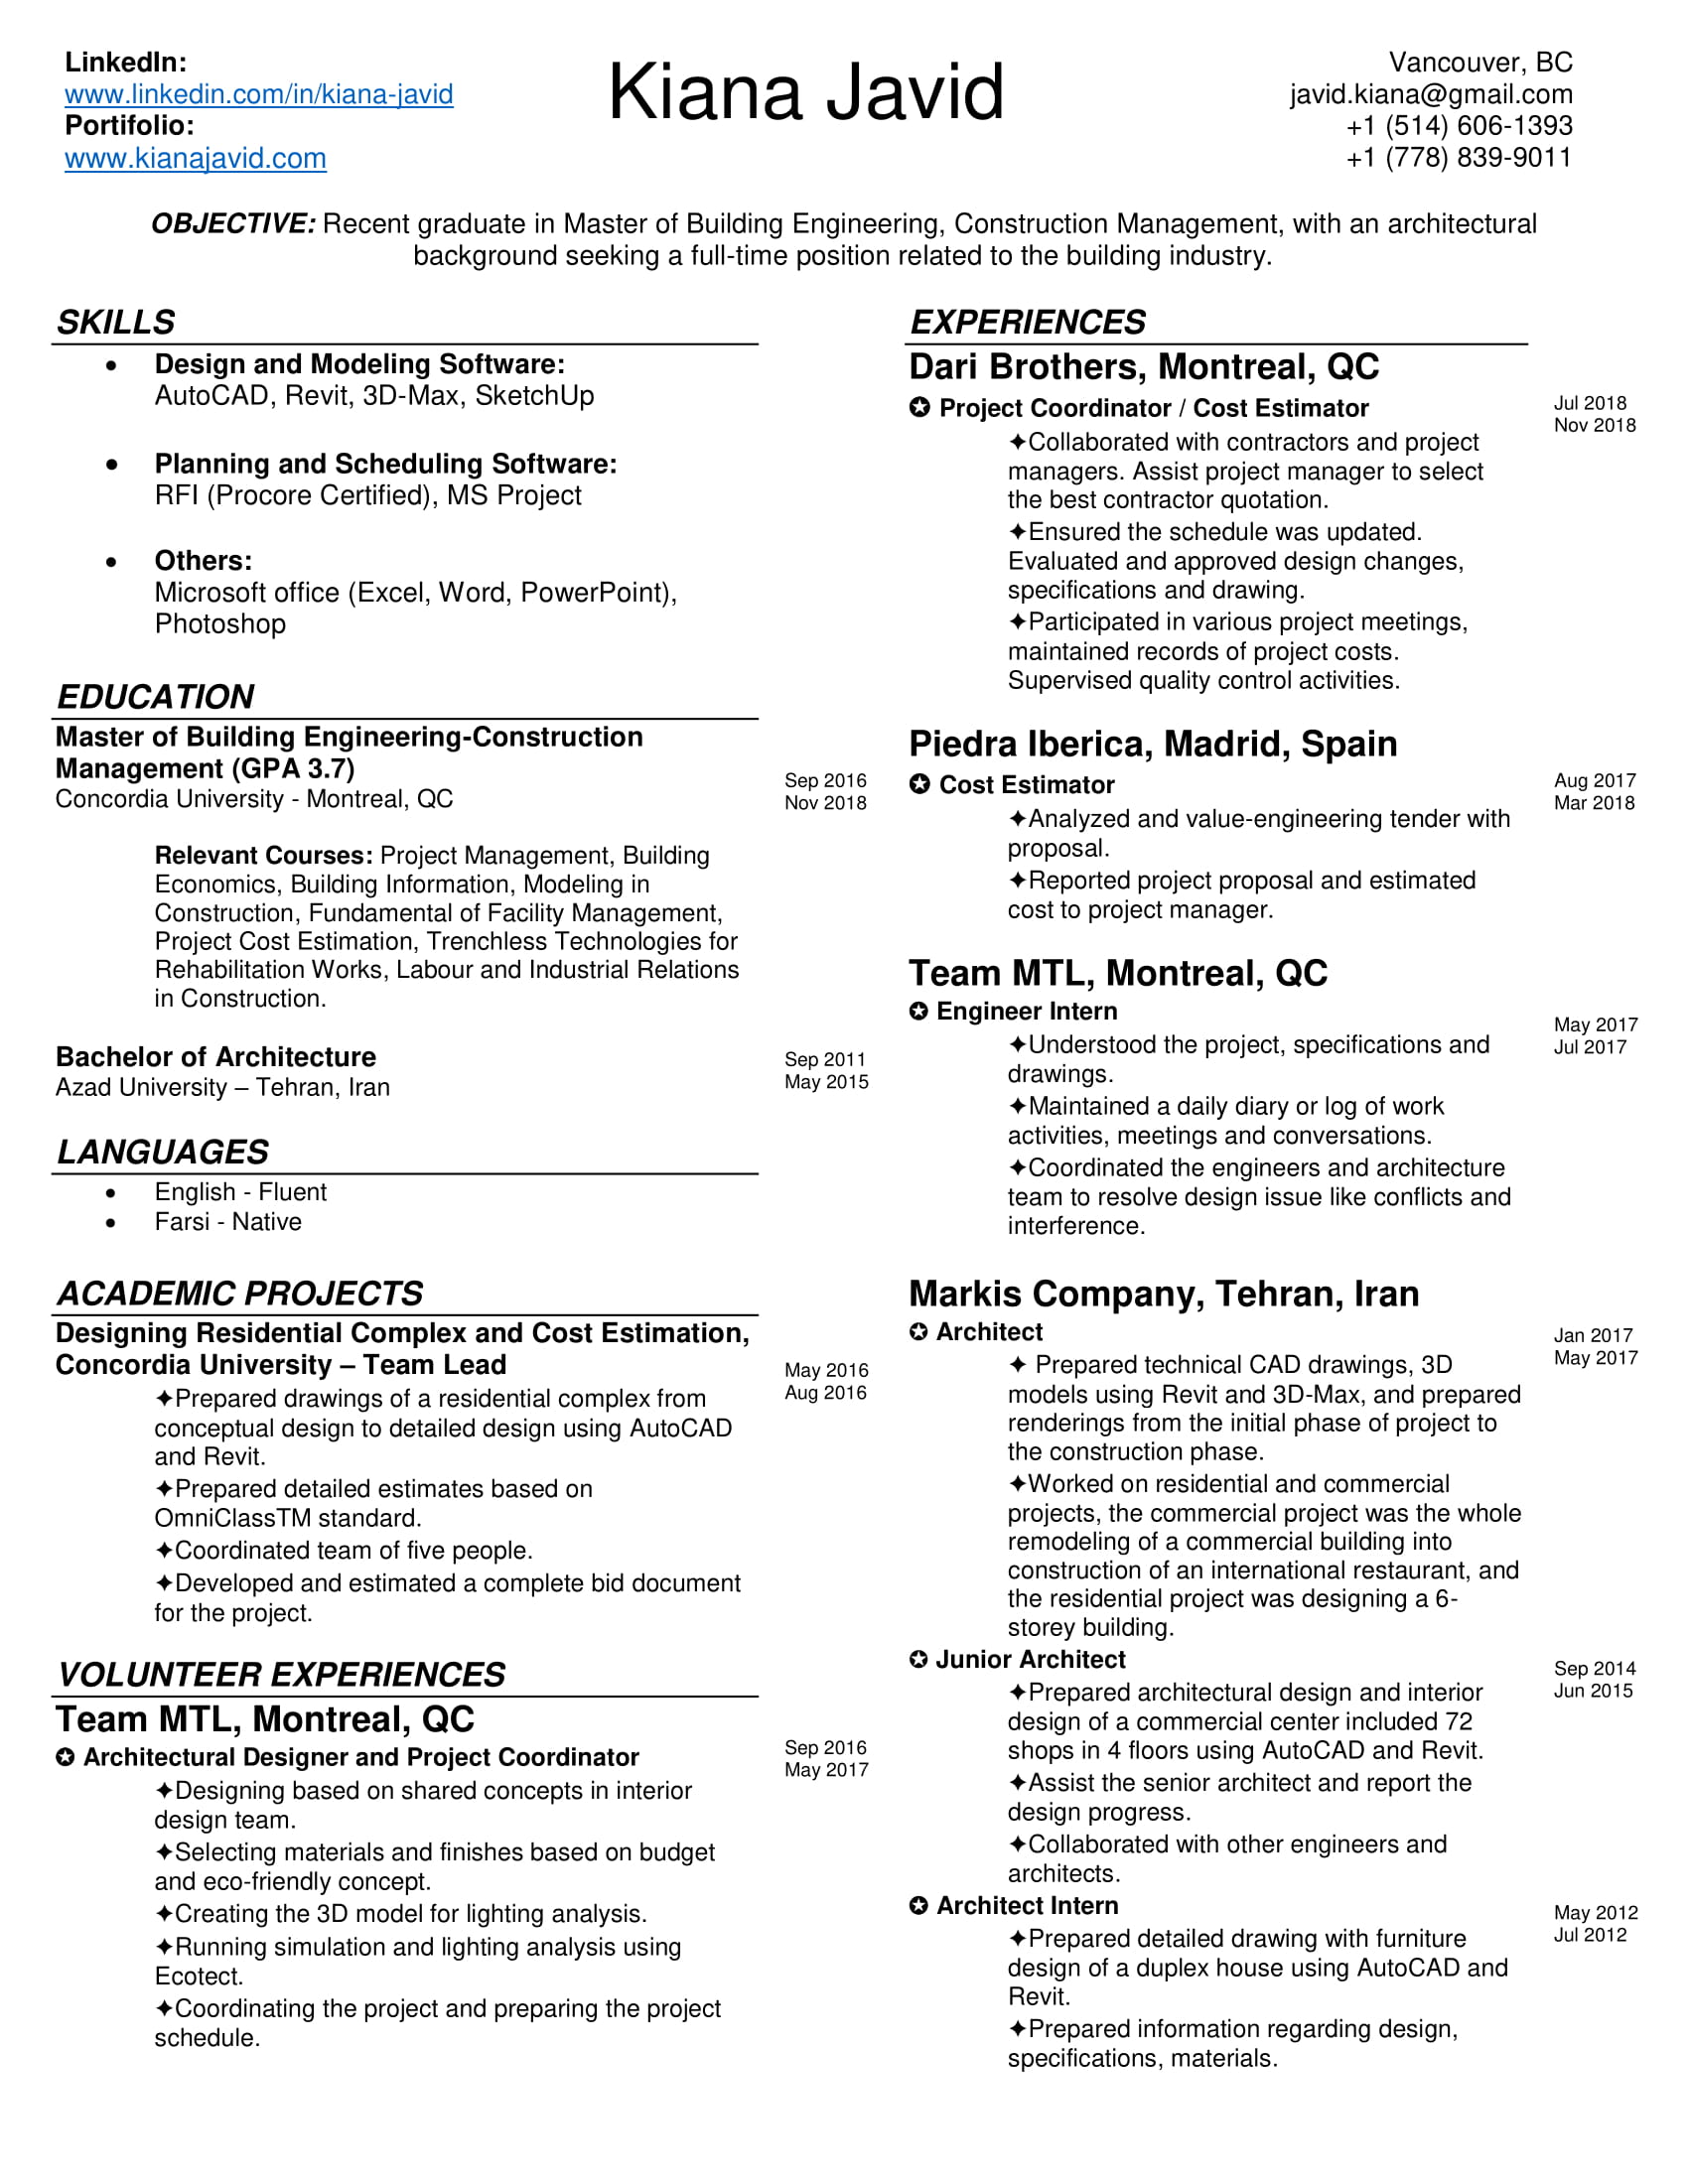 LinkedIn:
www.linkedin.com/in/kiana-javid
Portifolio:
www.kianajavid.com
Kiana Javid
Vancouver, BC
javid.kiana@gmail.com
+1 (514) 606-1393
+1 (778) 839-9011
OBJECTIVE: Recent graduate in Master of Building Engineering, Construction Management, with an architectural
background seeking a full-time position related to the building industry.
SKILLS
• Design and Modeling Software:
AutoCAD, Revit, 3D-Max, SketchUp
• Planning and Scheduling Software:
RFI (Procore Certified), MS Project
• Others:
Microsoft office (Excel, Word, PowerPoint),
Photoshop
EDUCATION
Master of Building Engineering-Construction
Management (GPA 3.7)
Concordia University - Montreal, QC
Sep 2016
Nov 2018
Relevant Courses: Project Management, Building
Economics, Building Information, Modeling in
Construction, Fundamental of Facility Management,
Project Cost Estimation, Trenchless Technologies for
Rehabilitation Works, Labour and Industrial Relations
in Construction.
Bachelor of Architecture
Azad University – Tehran, Iran
Sep 2011
May 2015
LANGUAGES
• English - Fluent
• Farsi - Native
ACADEMIC PROJECTS
Designing Residential Complex and Cost Estimation,
Concordia University – Team Lead
May 2016
Aug 2016
✦Prepared drawings of a residential complex from
conceptual design to detailed design using AutoCAD
and Revit.
✦Prepared detailed estimates based on
OmniClassTM standard.
✦Coordinated team of five people.
✦Developed and estimated a complete bid document
for the project.
VOLUNTEER EXPERIENCES
Team MTL, Montreal, QC
✪ Architectural Designer and Project Coordinator
Sep 2016
May 2017
✦Designing based on shared concepts in interior
design team.
✦Selecting materials and finishes based on budget
and eco-friendly concept.
✦Creating the 3D model for lighting analysis.
✦Running simulation and lighting analysis using
Ecotect.
✦Coordinating the project and preparing the project
schedule.
EXPERIENCES
Dari Brothers, Montreal, QC
✪ Project Coordinator / Cost Estimator
Jul 2018
Nov 2018
✦Collaborated with contractors and project
managers. Assist project manager to select
the best contractor quotation.
✦Ensured the schedule was updated.
Evaluated and approved design changes,
specifications and drawing.
✦Participated in various project meetings,
maintained records of project costs.
Supervised quality control activities.
Piedra Iberica, Madrid, Spain
✪ Cost Estimator
Aug 2017
Mar 2018
✦Analyzed and value-engineering tender with
proposal.
✦Reported project proposal and estimated
cost to project manager.
Team MTL, Montreal, QC
✪ Engineer Intern
May 2017
Jul 2017
✦Understood the project, specifications and
drawings.
✦Maintained a daily diary or log of work
activities, meetings and conversations.
✦Coordinated the engineers and architecture
team to resolve design issue like conflicts and
interference.
Markis Company, Tehran, Iran
✪ Architect
Jan 2017
May 2017
✦ Prepared technical CAD drawings, 3D
models using Revit and 3D-Max, and prepared
renderings from the initial phase of project to
the construction phase.
✦Worked on residential and commercial
projects, the commercial project was the whole
remodeling of a commercial building into
construction of an international restaurant, and
the residential project was designing a 6-
storey building.
✪ Junior Architect
Sep 2014
Jun 2015
✦Prepared architectural design and interior
design of a commercial center included 72
shops in 4 floors using AutoCAD and Revit.
✦Assist the senior architect and report the
design progress.
✦Collaborated with other engineers and
architects.
✪ Architect Intern
May 2012
Jul 2012
✦Prepared detailed drawing with furniture
design of a duplex house using AutoCAD and
Revit.
✦Prepared information regarding design,
specifications, materials.